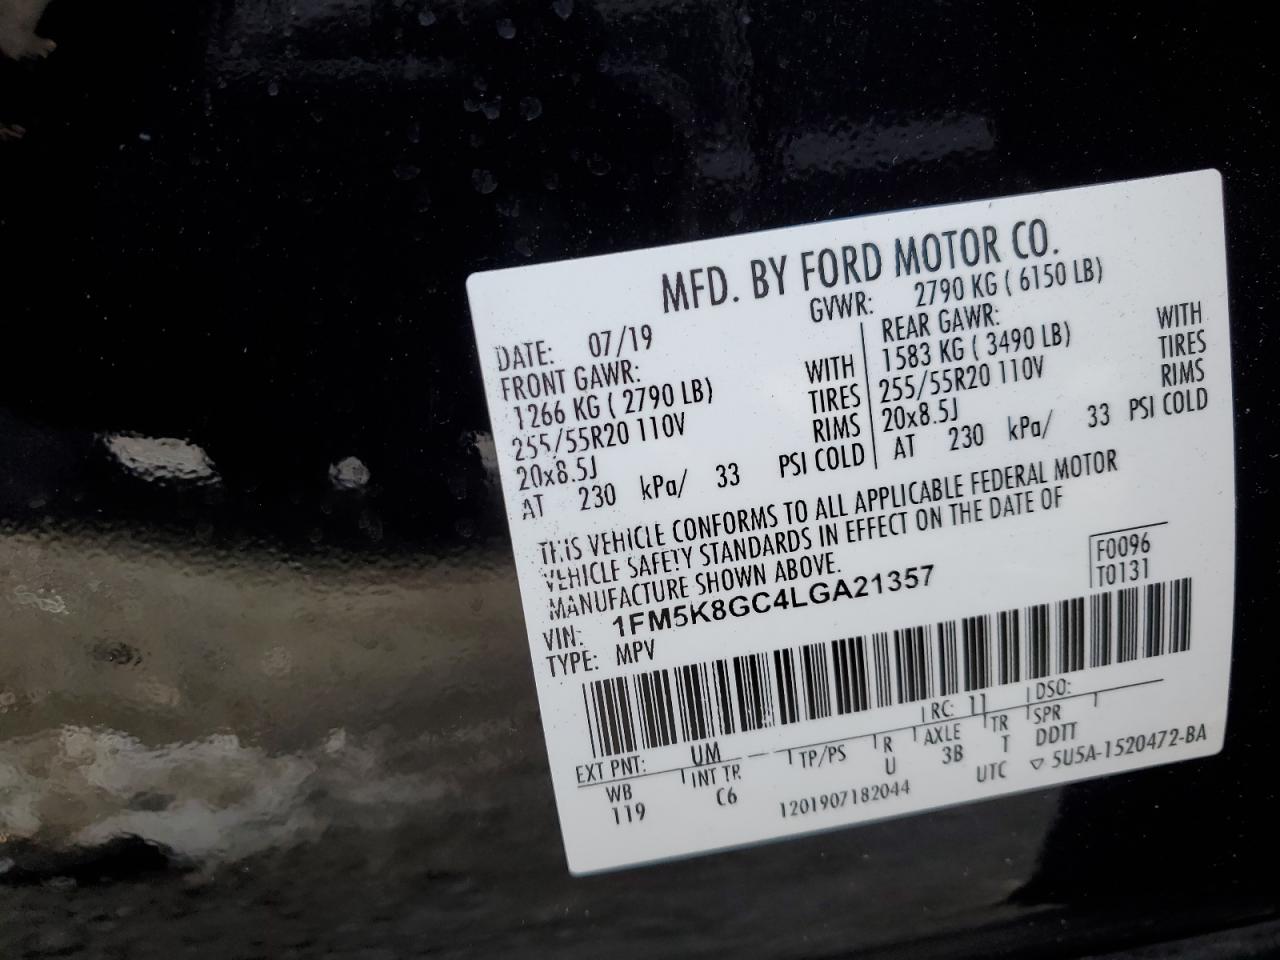 MFD. BY FORD MOTOR CO.
DATE: 07/19 GVWR: 2790 KG ( 6150 LB)
FRONT GAWR:
1266 KG ( 2790 LB) WITH
255/55R20 110V TIRES
20x8.5J RIMS
AT 230 kPa/ 33 PSI COLD
REAR GAWR:
1583 KG ( 3490 LB) WITH
255/55R20 110V TIRES
20x8.5J RIMS
AT 230 kPa/ 33 PSI COLD
THIS VEHICLE CONFORMS TO ALL APPLICABLE FEDERAL MOTOR
VEHICLE SAFETY STANDARDS IN EFFECT ON THE DATE OF
MANUFACTURE SHOWN ABOVE.
VIN: 1FM5K8GC4LGA21357
TYPE: MPV
F0096
T0131
EXT PNT: UM RC: 11 DSO:
WB INT TR TP/PS R AXLE TR SPR
119 C6 U 3B T DDTT
1201907182044 UTC ▽ 5U5A-1520472-BA